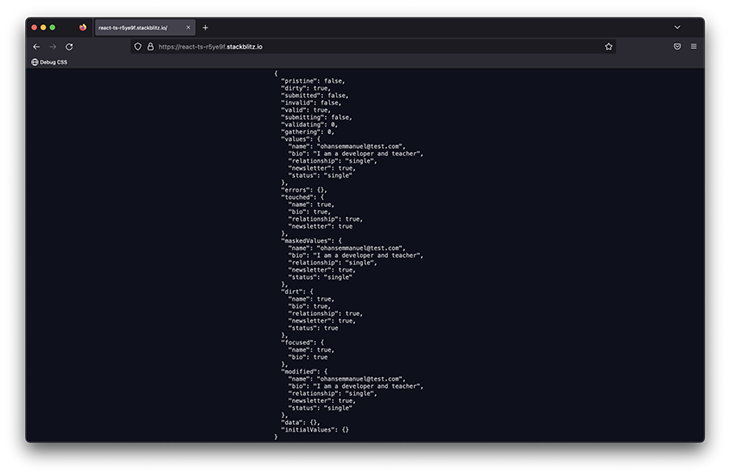 react-ts-r5ye9f.stackblitz.io/
https://react-ts-r5ye9f.stackblitz.io
Debug CSS
{
  "pristine": false,
  "dirty": true,
  "submitted": false,
  "invalid": false,
  "valid": true,
  "submitting": false,
  "validating": 0,
  "gathering": 0,
  "values": {
    "name": "ohansemmanuel@test.com",
    "bio": "I am a developer and teacher",
    "relationship": "single",
    "newsletter": true,
    "status": "single"
  },
  "errors": {},
  "touched": {
    "name": true,
    "bio": true,
    "relationship": true,
    "newsletter": true
  },
  "maskedValues": {
    "name": "ohansemmanuel@test.com",
    "bio": "I am a developer and teacher",
    "relationship": "single",
    "newsletter": true,
    "status": "single"
  },
  "dirt": {
    "name": true,
    "bio": true,
    "relationship": true,
    "newsletter": true,
    "status": true
  },
  "focused": {
    "name": true,
    "bio": true
  },
  "modified": {
    "name": "ohansemmanuel@test.com",
    "bio": "I am a developer and teacher",
    "relationship": "single",
    "newsletter": true,
    "status": "single"
  },
  "data": {},
  "initialValues": {}
}